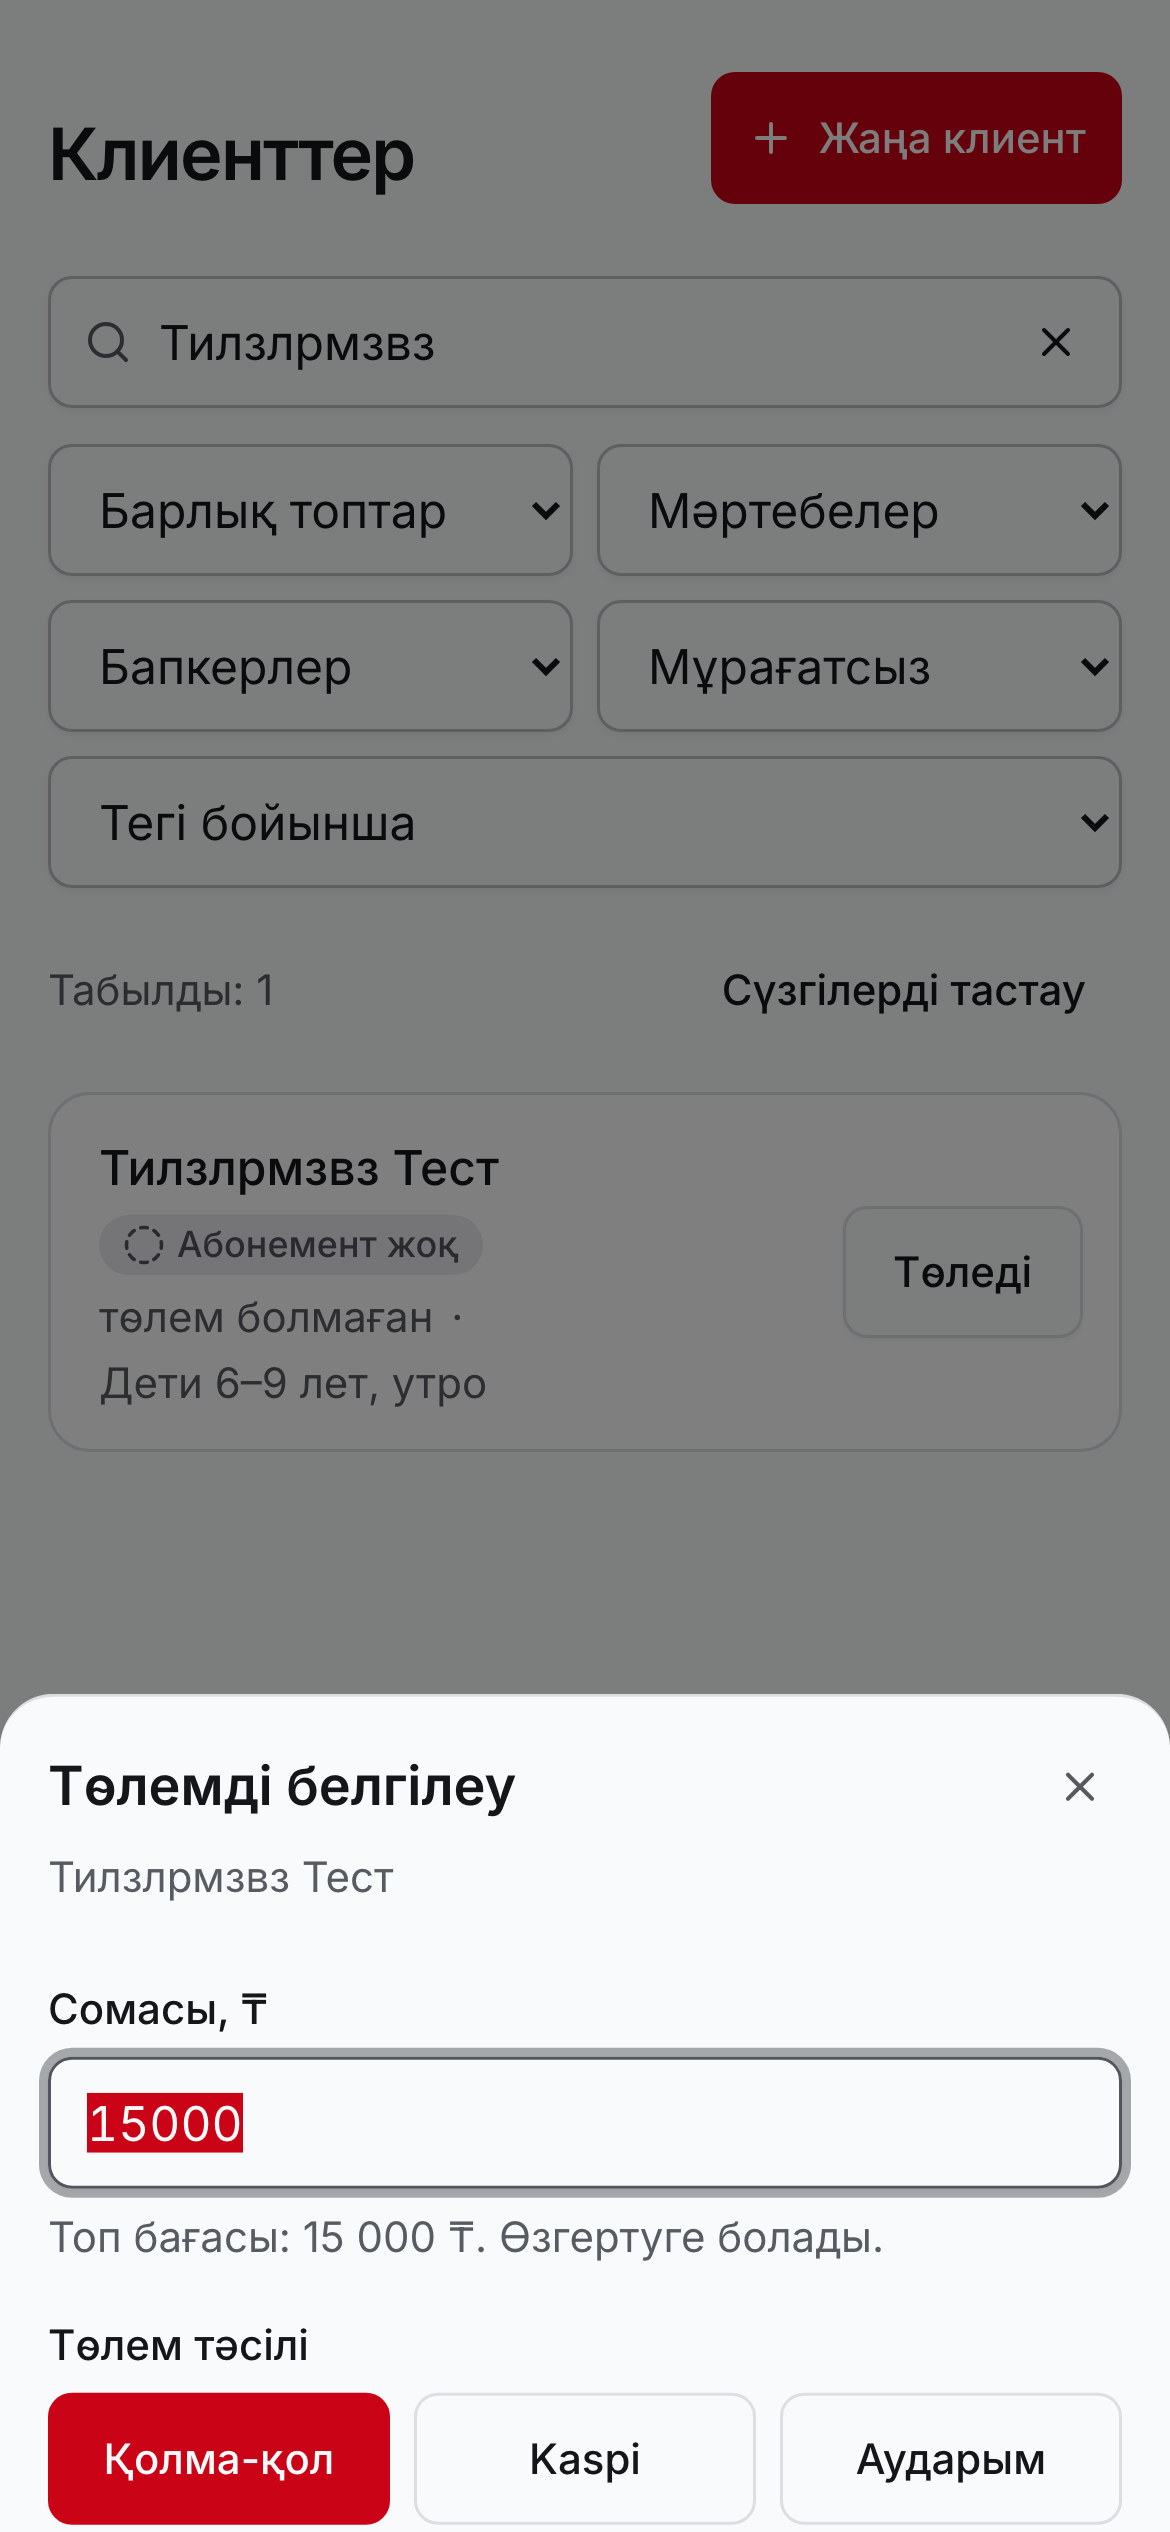 Клиенттер
Жаңа клиент
Тилзлрмзвз
Барлық топтар
Мәртебелер
Бапкерлер
Мұрағатсыз
Тегі бойынша
Табылды: 1
Сүзгілерді тастау
Тилзлрмзвз Тест
Абонемент жоқ
төлем болмаған ·
Дети 6–9 лет, утро
Төледі
Төлемді белгілеу
Тилзлрмзвз Тест
Сомасы, ₸
15000
Топ бағасы: 15 000 ₸. Өзгертуге болады.
Төлем тәсілі
Қолма-қол
Kaspi
Аударым